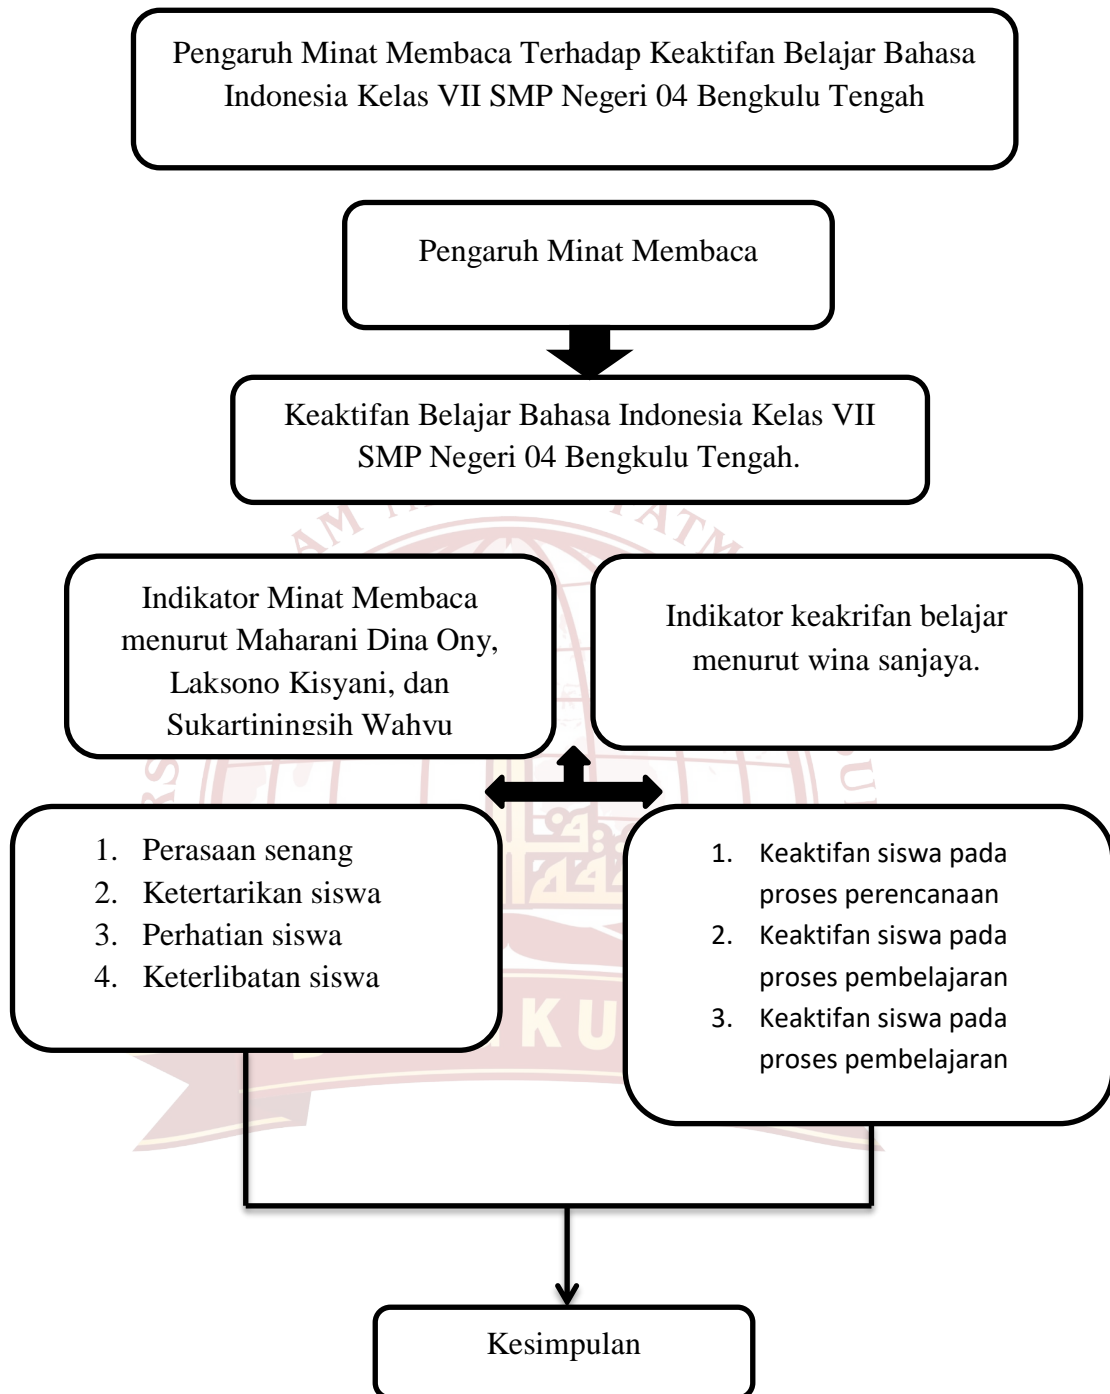 Pengaruh Minat Membaca Terhadap Keaktifan Belajar Bahasa
Indonesia Kelas VII SMP Negeri 04 Bengkulu Tengah
Pengaruh Minat Membaca
Keaktifan Belajar Bahasa Indonesia Kelas VII
SMP Negeri 04 Bengkulu Tengah.
Indikator Minat Membaca
menurut Maharani Dina Ony,
Laksono Kisyani, dan
Sukartiningsih Wahyu
Indikator keakrifan belajar
menurut wina sanjaya.
1. Perasaan senang
2. Ketertarikan siswa
3. Perhatian siswa
4. Keterlibatan siswa
1. Keaktifan siswa pada
proses perencanaan
2. Keaktifan siswa pada
proses pembelajaran
3. Keaktifan siswa pada
proses pembelajaran
Kesimpulan